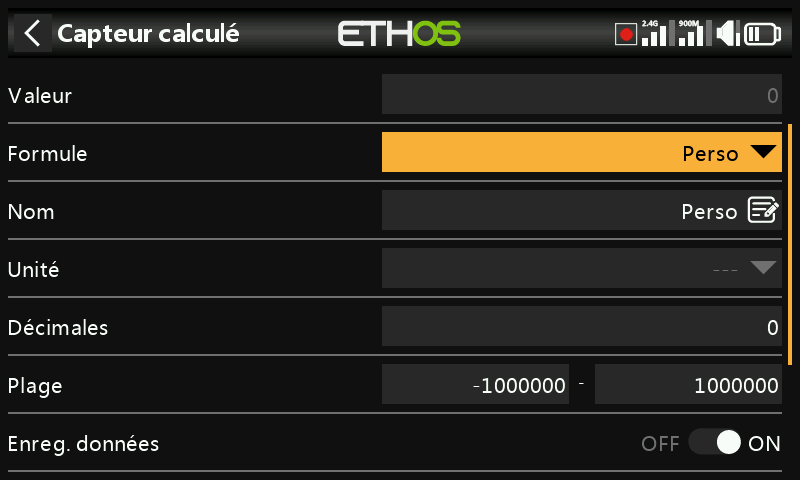 Capteur calculé ETHOS 2.4G 900M
Valeur 0
Formule Perso
Nom Perso
Unité ---
Décimales 0
Plage -1000000 - 1000000
Enreg. données OFF ON